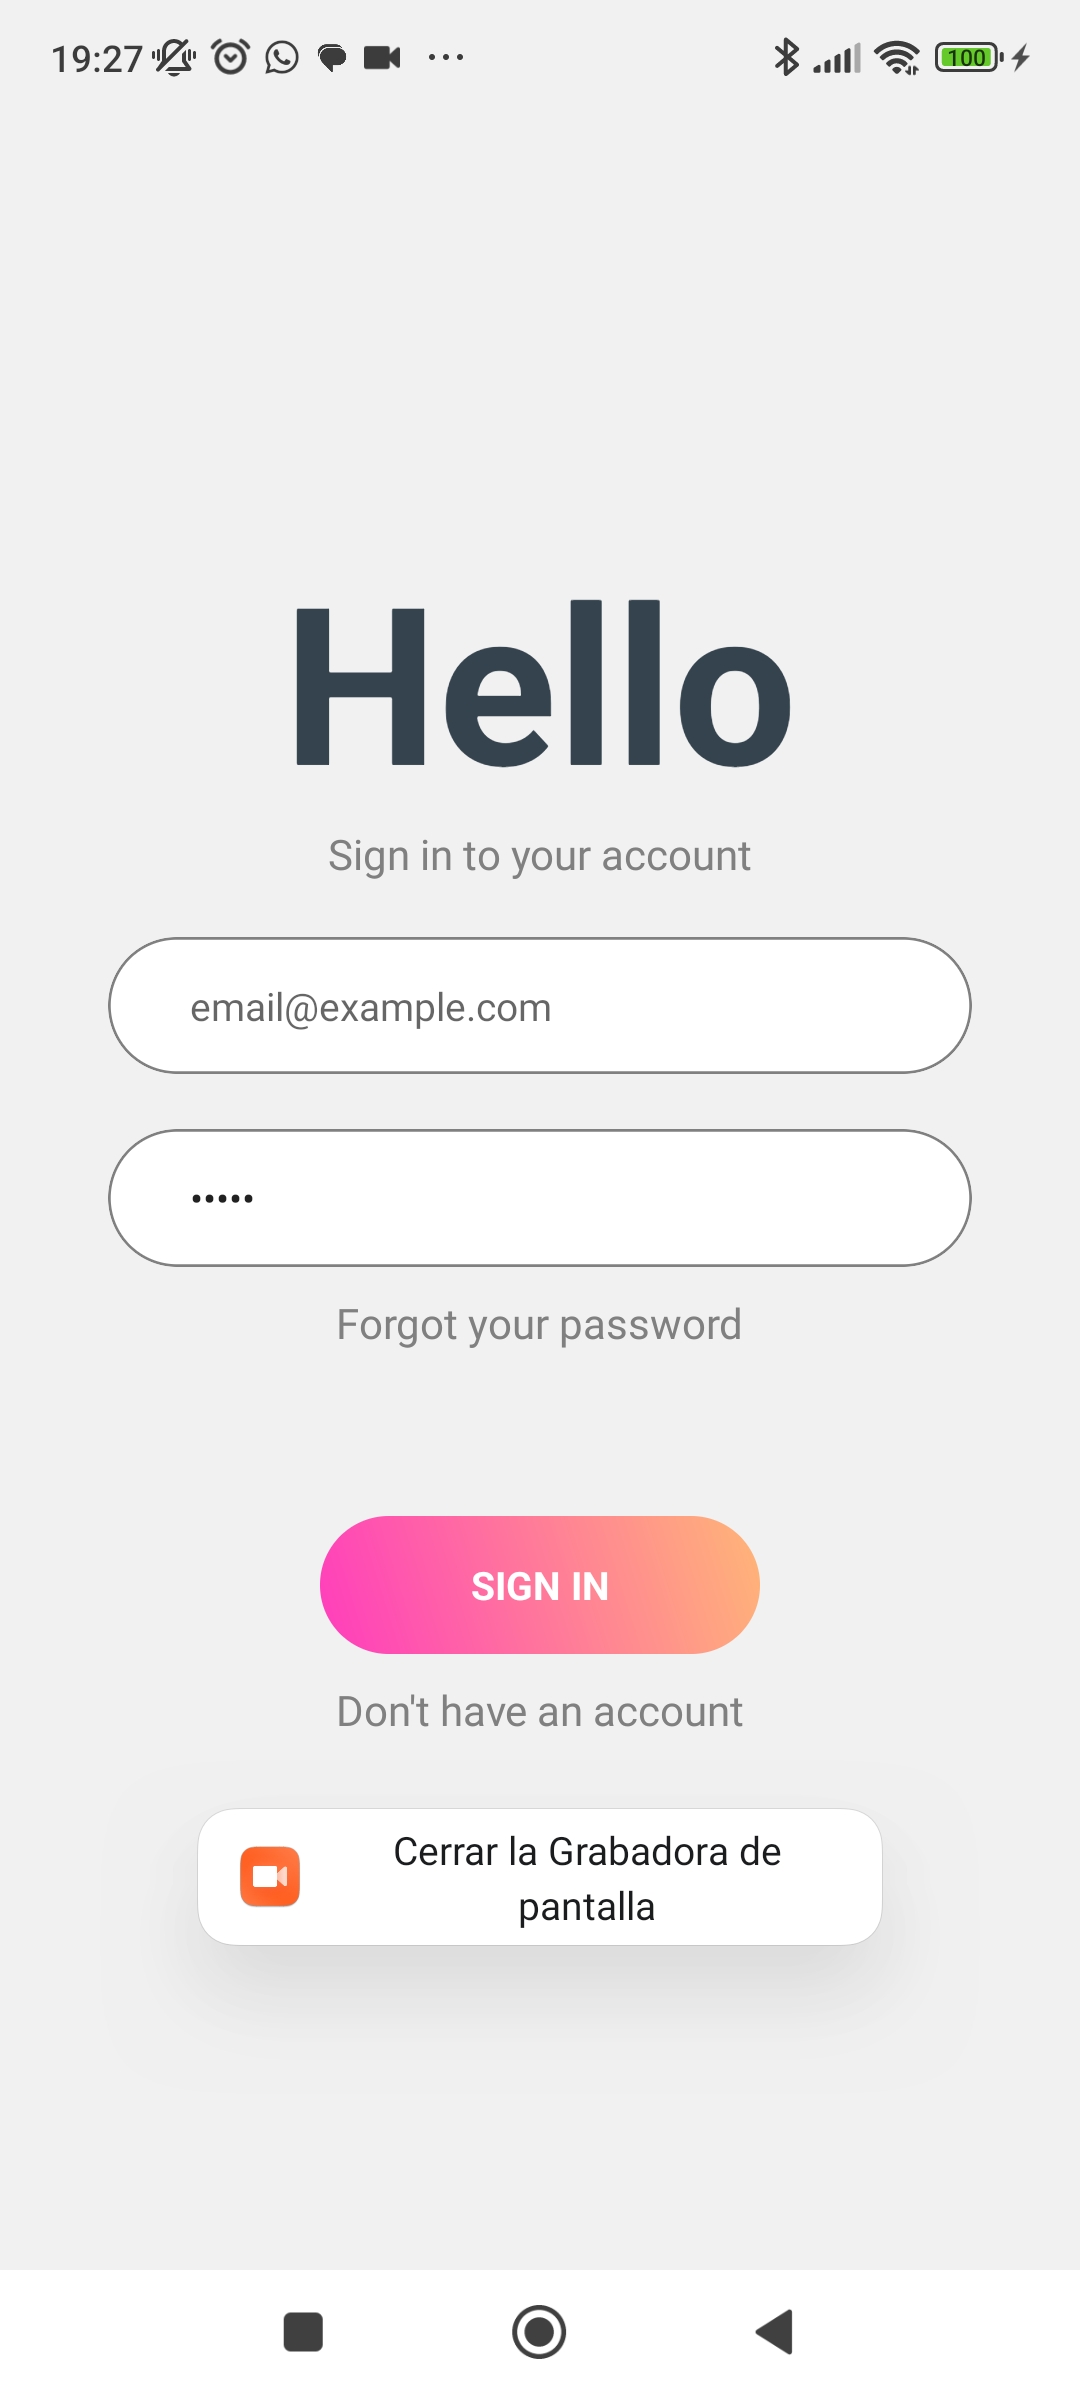 19:27
100
Hello
Sign in to your account
email@example.com
•••••
Forgot your password
SIGN IN
Don't have an account
Cerrar la Grabadora de
pantalla